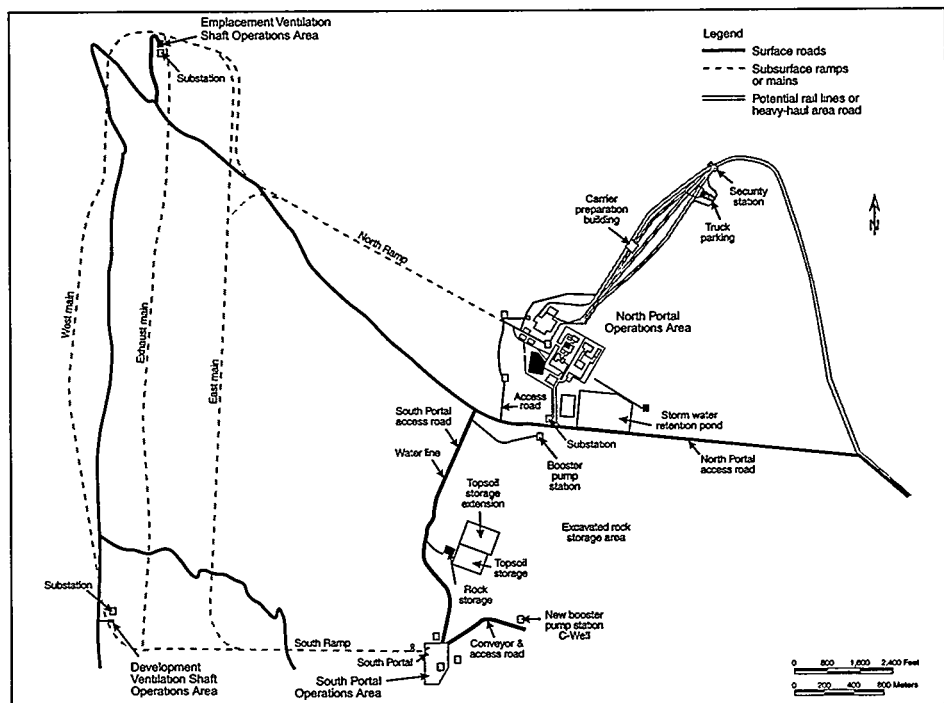 Emplacement Ventilation
Shaft Operations Area
Substation
Legend
Surface roads
Subsurface ramps
or mains
Potential rail lines or
heavy-haul area road
Security
station
Carrier
preparation
building
Truck
parking
N
North Ramp
North Portal
Operations Area
West main
Exhaust main
East main
Access
road
South Portal
access road
Storm water
retention pond
Substation
North Portal
access road
Water line
Booster
pump
station
Topsoil
storage
extension
Excavated rock
storage area
Topsoil
storage
Rock
storage
Substation
New booster
pump station
C-Well
South Ramp
Conveyor &
access road
South Portal
Development
Ventilation Shaft
Operations Area
South Portal
Operations Area
0 800 1,600 2,400 Feet
0 200 400 600 800 Meters